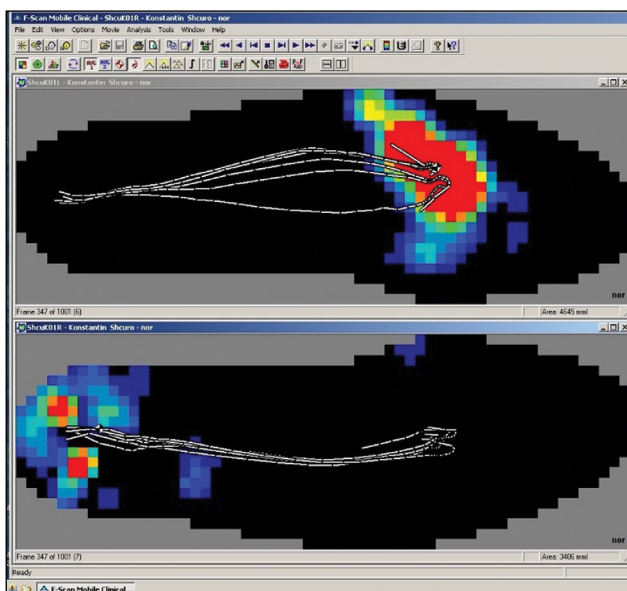 F-Scan Mobile Clinical - ShcuK01R - Konstantin Shcuro - nor
File Edit View Options Movie Analysis Tools Window Help
ShcuK01L - Konstantin Shcuro - nor
nor
Frame 347 of 1001 (6) Area: 4645 mml
ShcuK01R - Konstantin Shcuro - nor
nor
Frame 347 of 1001 (7) Area: 3406 mml
Ready
F-Scan Mobile Clinical